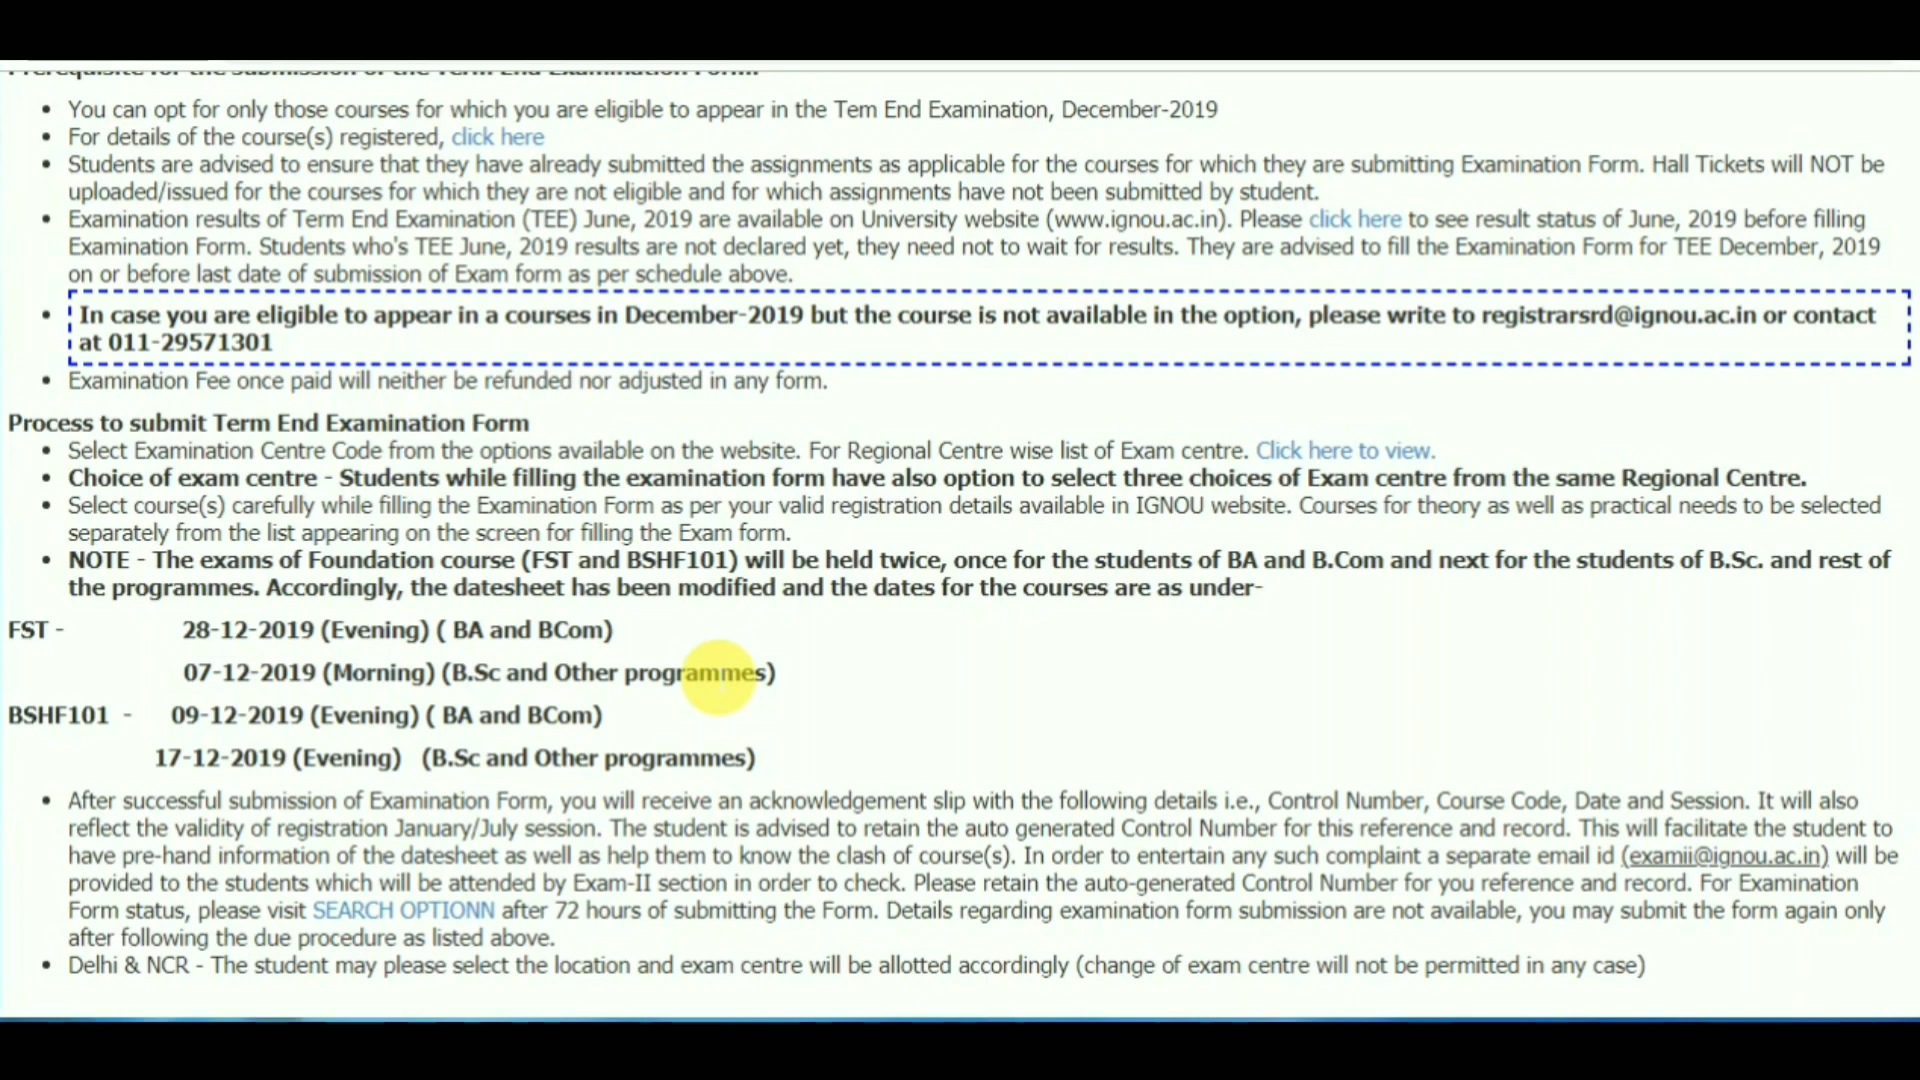 Prerequisite for the submission of the Term End Examination Form:
You can opt for only those courses for which you are eligible to appear in the Tem End Examination, December-2019
For details of the course(s) registered, click here
Students are advised to ensure that they have already submitted the assignments as applicable for the courses for which they are submitting Examination Form. Hall Tickets will NOT be
uploaded/issued for the courses for which they are not eligible and for which assignments have not been submitted by student.
Examination results of Term End Examination (TEE) June, 2019 are available on University website (www.ignou.ac.in). Please click here to see result status of June, 2019 before filling
Examination Form. Students who's TEE June, 2019 results are not declared yet, they need not to wait for results. They are advised to fill the Examination Form for TEE December, 2019
on or before last date of submission of Exam form as per schedule above.
In case you are eligible to appear in a courses in December-2019 but the course is not available in the option, please write to registrarsrd@ignou.ac.in or contact
at 011-29571301
Examination Fee once paid will neither be refunded nor adjusted in any form.
Process to submit Term End Examination Form
Select Examination Centre Code from the options available on the website. For Regional Centre wise list of Exam centre. Click here to view.
Choice of exam centre - Students while filling the examination form have also option to select three choices of Exam centre from the same Regional Centre.
Select course(s) carefully while filling the Examination Form as per your valid registration details available in IGNOU website. Courses for theory as well as practical needs to be selected
separately from the list appearing on the screen for filling the Exam form.
NOTE - The exams of Foundation course (FST and BSHF101) will be held twice, once for the students of BA and B.Com and next for the students of B.Sc. and rest of
the programmes. Accordingly, the datesheet has been modified and the dates for the courses are as under-
FST - 28-12-2019 (Evening) ( BA and BCom)
07-12-2019 (Morning) (B.Sc and Other programmes)
BSHF101 - 09-12-2019 (Evening) ( BA and BCom)
17-12-2019 (Evening) (B.Sc and Other programmes)
After successful submission of Examination Form, you will receive an acknowledgement slip with the following details i.e., Control Number, Course Code, Date and Session. It will also
reflect the validity of registration January/July session. The student is advised to retain the auto generated Control Number for this reference and record. This will facilitate the student to
have pre-hand information of the datesheet as well as help them to know the clash of course(s). In order to entertain any such complaint a separate email id (examii@ignou.ac.in) will be
provided to the students which will be attended by Exam-II section in order to check. Please retain the auto-generated Control Number for you reference and record. For Examination
Form status, please visit SEARCH OPTIONN after 72 hours of submitting the Form. Details regarding examination form submission are not available, you may submit the form again only
after following the due procedure as listed above.
Delhi & NCR - The student may please select the location and exam centre will be allotted accordingly (change of exam centre will not be permitted in any case)